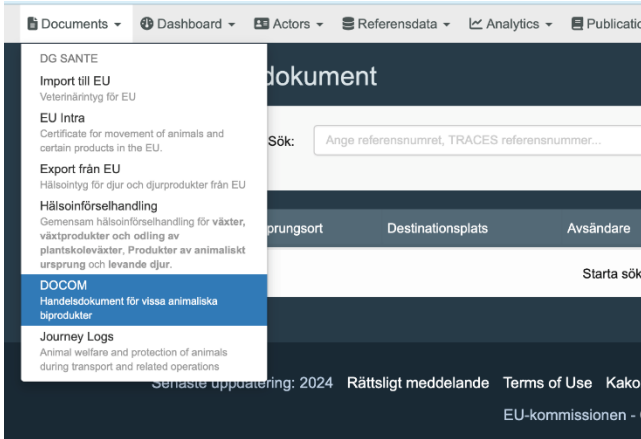 Documents Dashboard Actors Referensdata Analytics
DG SANTE
Import till EU
Veterinärintyg för EU
EU Intra
Certificate for movement of animals and
certain products in the EU.
Export från EU
Hälsointyg för djur och djurprodukter från EU
Hälsoinförselhandling
Gemensam hälsoinförselhandling för växter,
växtprodukter och odling av
plantskoleväxter, Produkter av animaliskt
ursprung och levande djur.
DOCOM
Handelsdokument för vissa animaliska
biprodukter
Journey Logs
Animal welfare and protection of animals
during transport and related operations
dokument
Sök: Ange referensnumret, TRACES referensnummer...
prungsort Destinationsplats Avsändare
Starta sök
Senaste uppdatering: 2024 Rättsligt meddelande Terms of Use Kako
EU-kommissionen -